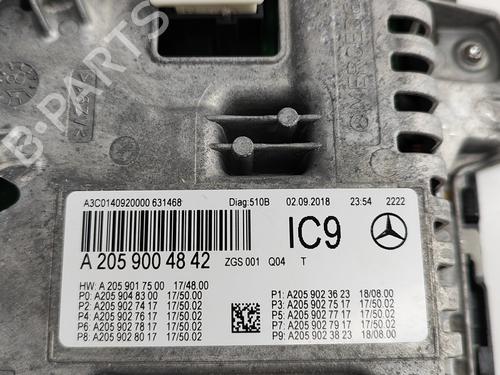 B-PARTS
MERCEDES
A3C0140920000 631468 Diag:510B 02.09.2018 23:54 2222
IC9
A 205 900 48 42 ZGS 001 Q04 T
HW: A 205 901 75 00 17/48.00
P0: A205 904 83 00 17/50.00 P1: A205 902 36 23 18/08.00
P2: A205 902 74 17 17/50.02 P3: A205 902 75 17 17/50.02
P4: A205 902 76 17 17/50.02 P5: A205 902 77 17 17/50.02
P6: A205 902 78 17 17/50.02 P7: A205 902 79 17 17/50.02
P8: A205 902 80 17 17/50.02 P9: A205 902 38 23 18/08.00